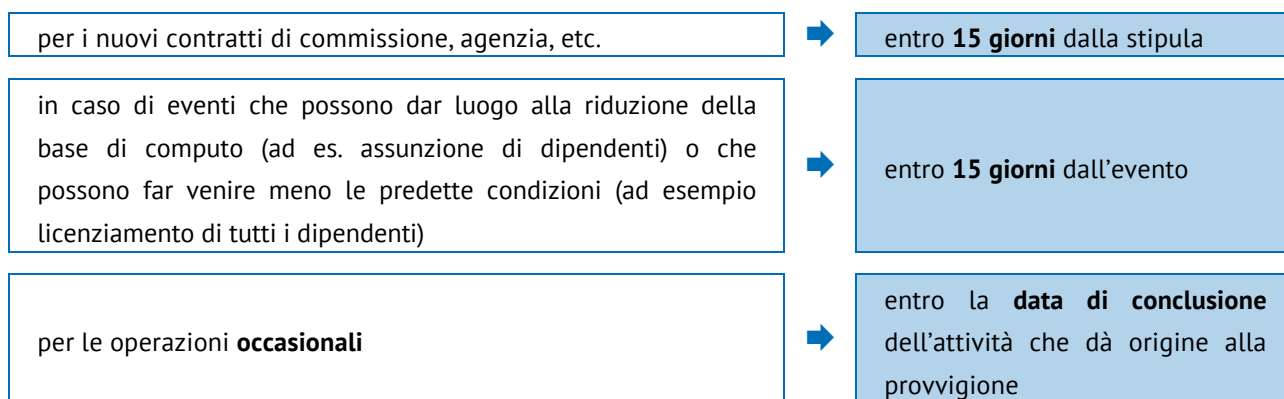 per i nuovi contratti di commissione, agenzia, etc.
entro 15 giorni dalla stipula
in caso di eventi che possono dar luogo alla riduzione della
base di computo (ad es. assunzione di dipendenti) o che
possono far venire meno le predette condizioni (ad esempio
licenziamento di tutti i dipendenti)
entro 15 giorni dall’evento
per le operazioni occasionali
entro la data di conclusione
dell’attività che dà origine alla
provvigione